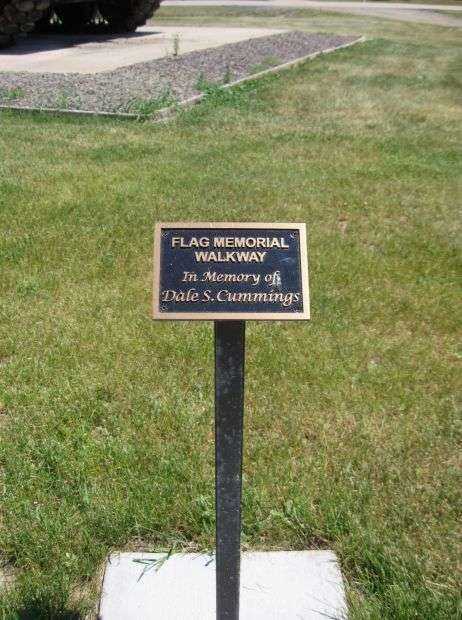 FLAG MEMORIAL
WALKWAY
In Memory of
Dale S. Cummings